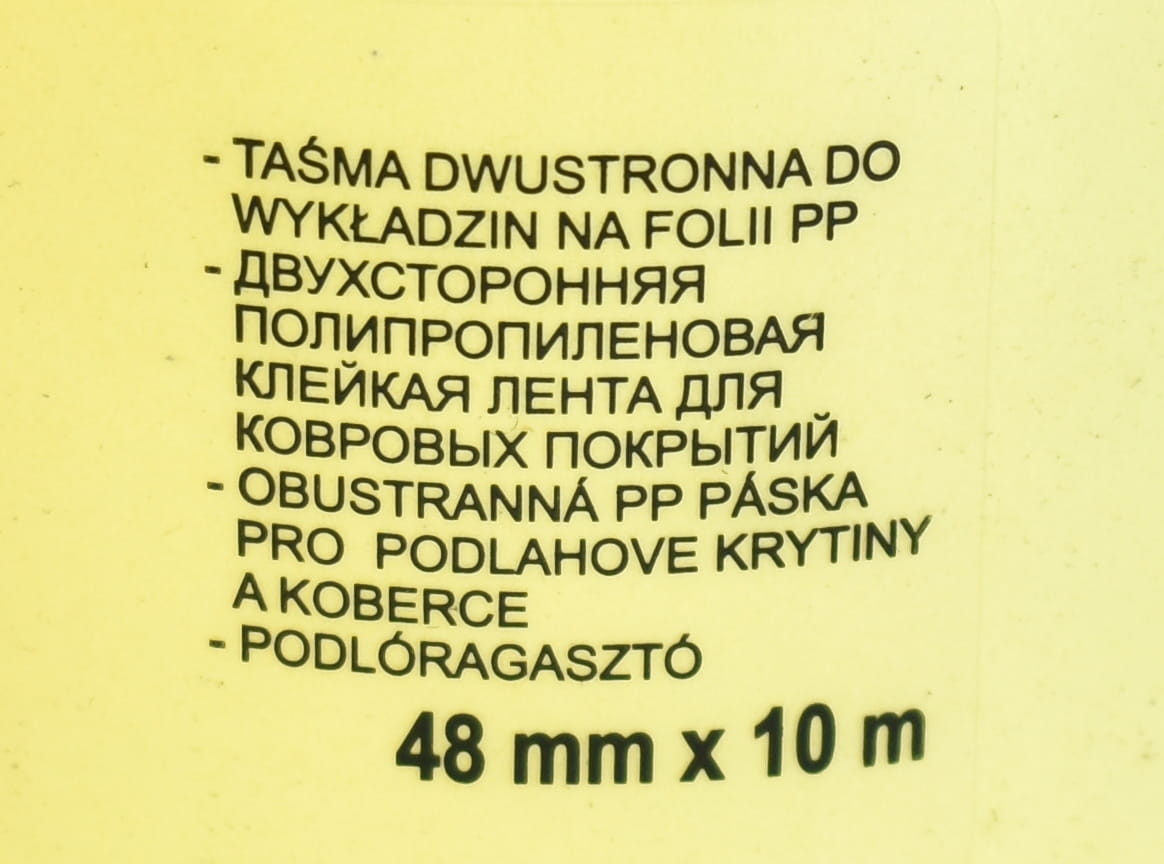 - TAŚMA DWUSTRONNA DO
WYKŁADZIN NA FOLII PP
- ДВУХСТОРОННЯЯ
ПОЛИПРОПИЛЕНОВАЯ
КЛЕЙКАЯ ЛЕНТА ДЛЯ
КОВРОВЫХ ПОКРЫТИЙ
- OBUSTRANNÁ PP PÁSKA
PRO PODLAHOVE KRYTINY
A KOBERCE
- PODLÓRAGASZTÓ
48 mm x 10 m